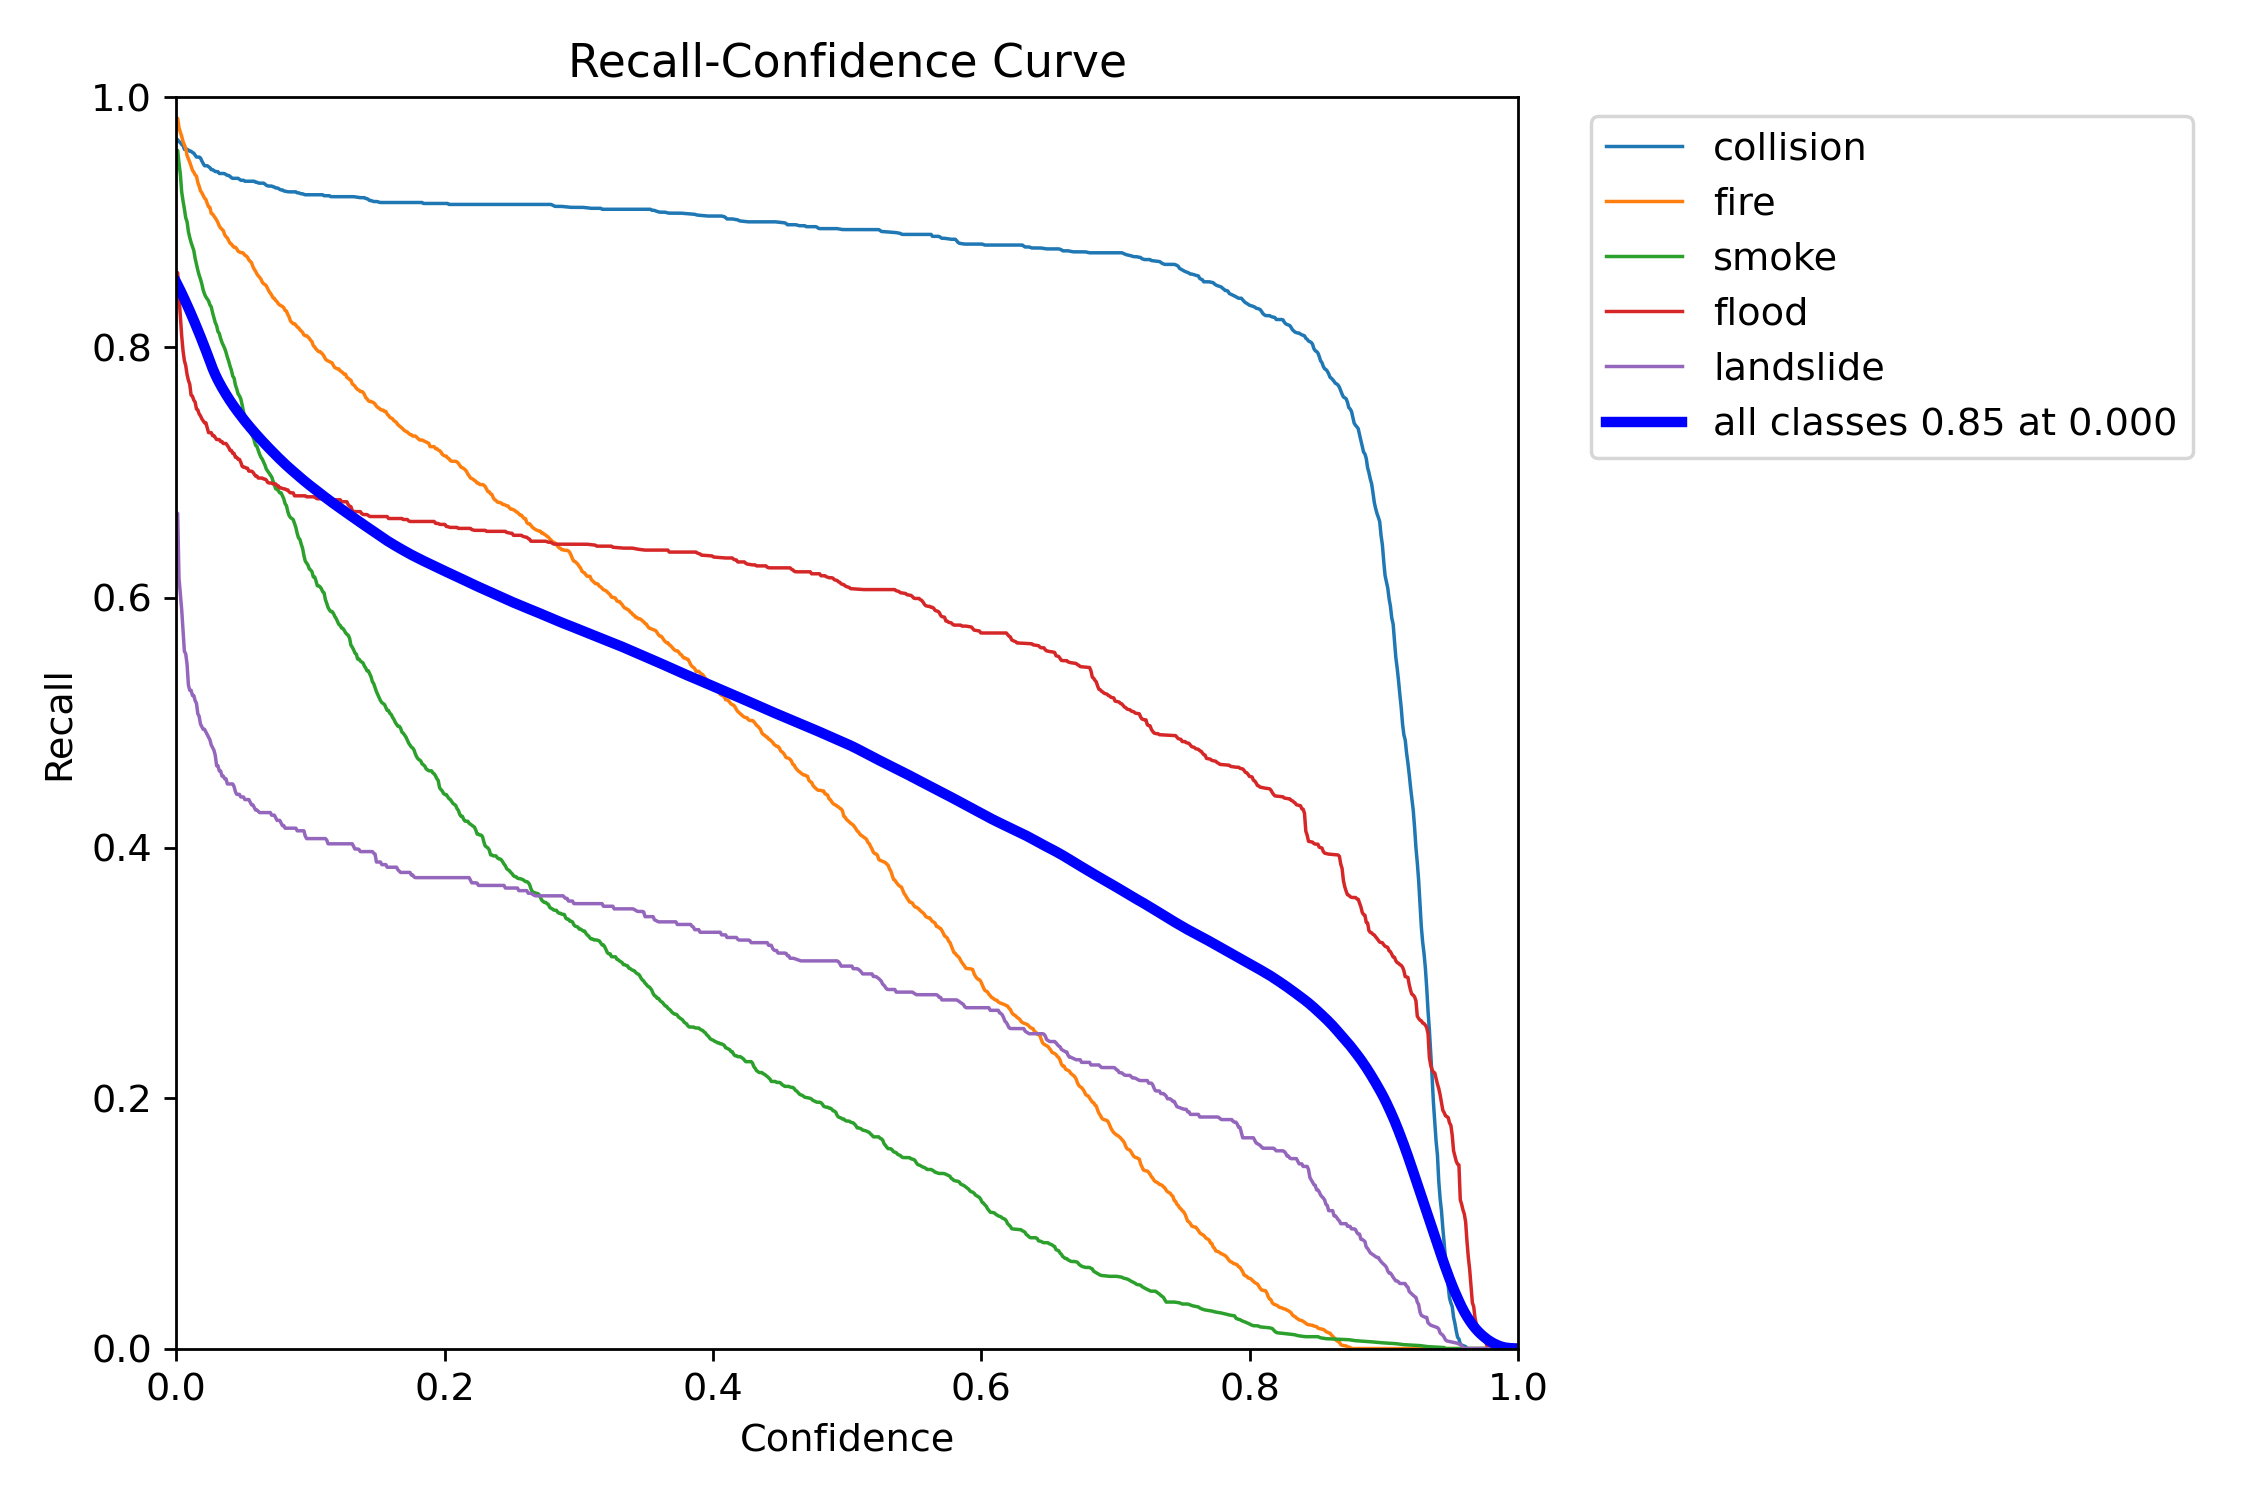 Recall-Confidence Curve
1.0
0.8
0.6
0.4
0.2
0.0
Recall
0.0 0.2 0.4 0.6 0.8 1.0
Confidence
collision
fire
smoke
flood
landslide
all classes 0.85 at 0.000